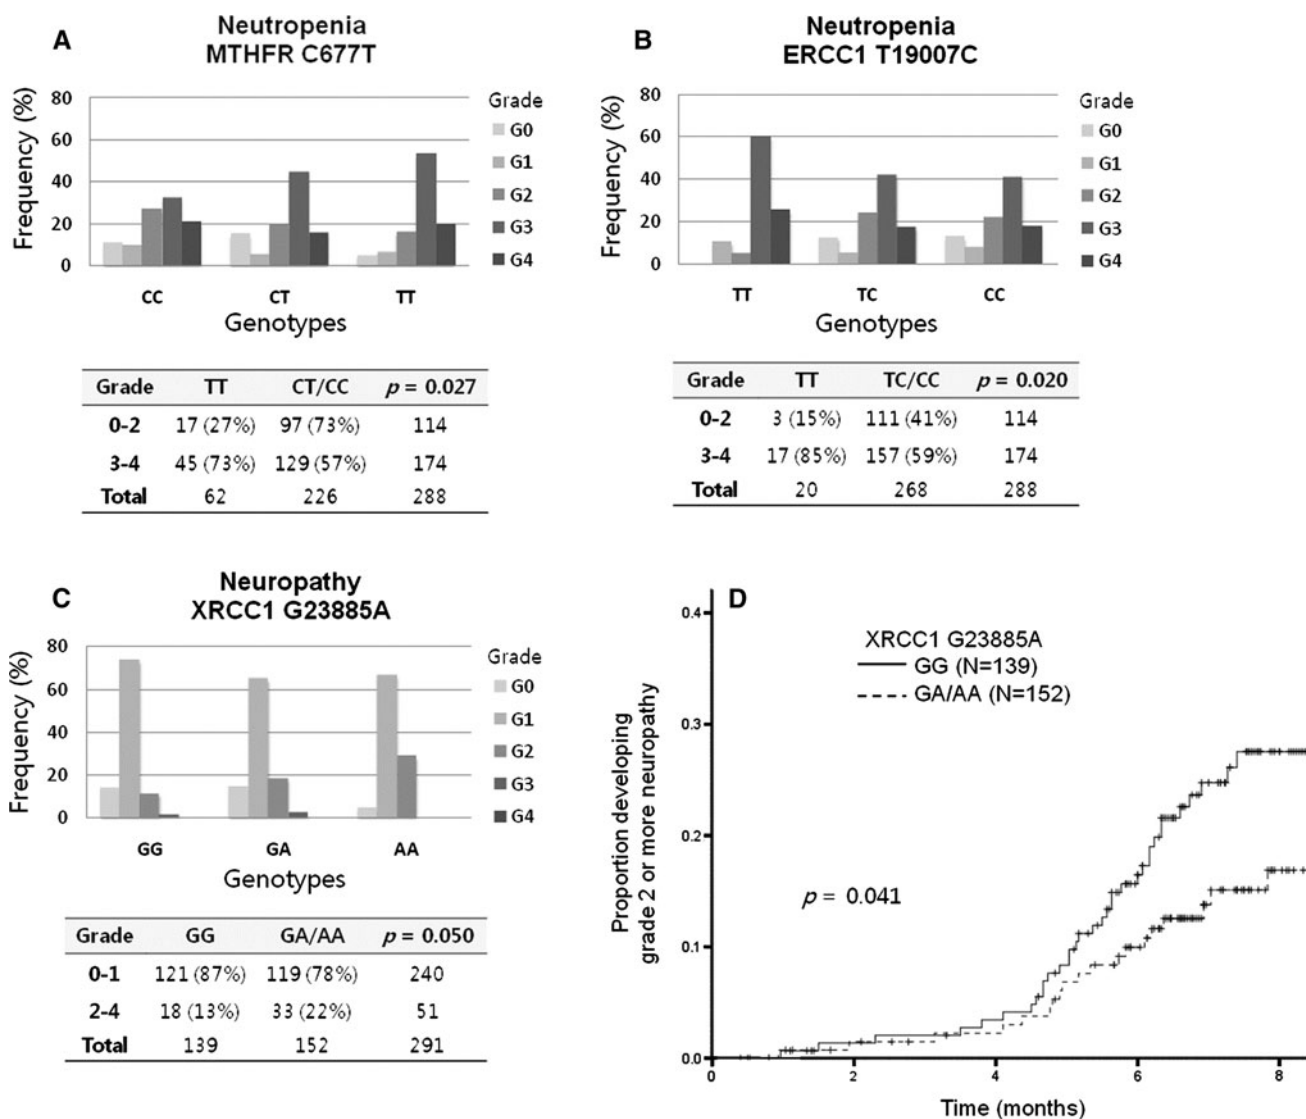 A
Neutropenia
MTHFR C677T
Frequency (%)
80
60
40
20
0
CC CT TT
Genotypes
Grade
G0
G1
G2
G3
G4
Grade TT CT/CC p = 0.027
0-2 17 (27%) 97 (73%) 114
3-4 45 (73%) 129 (57%) 174
Total 62 226 288
B
Neutropenia
ERCC1 T19007C
Frequency (%)
80
60
40
20
0
TT TC CC
Genotypes
Grade
G0
G1
G2
G3
G4
Grade TT TC/CC p = 0.020
0-2 3 (15%) 111 (41%) 114
3-4 17 (85%) 157 (59%) 174
Total 20 268 288
C
Neuropathy
XRCC1 G23885A
Frequency (%)
80
60
40
20
0
GG GA AA
Genotypes
Grade
G0
G1
G2
G3
G4
Grade GG GA/AA p = 0.050
0-1 121 (87%) 119 (78%) 240
2-4 18 (13%) 33 (22%) 51
Total 139 152 291
D
Proportion developing
grade 2 or more neuropathy
0.4
0.3
0.2
0.1
0.0
XRCC1 G23885A
GG (N=139)
GA/AA (N=152)
p = 0.041
0 2 4 6 8
Time (months)